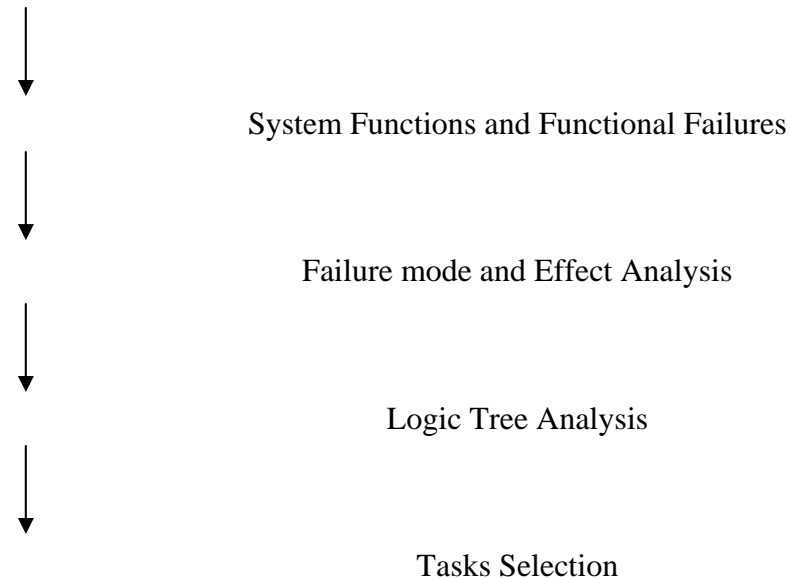 System Functions and Functional Failures
Failure mode and Effect Analysis
Logic Tree Analysis
Tasks Selection